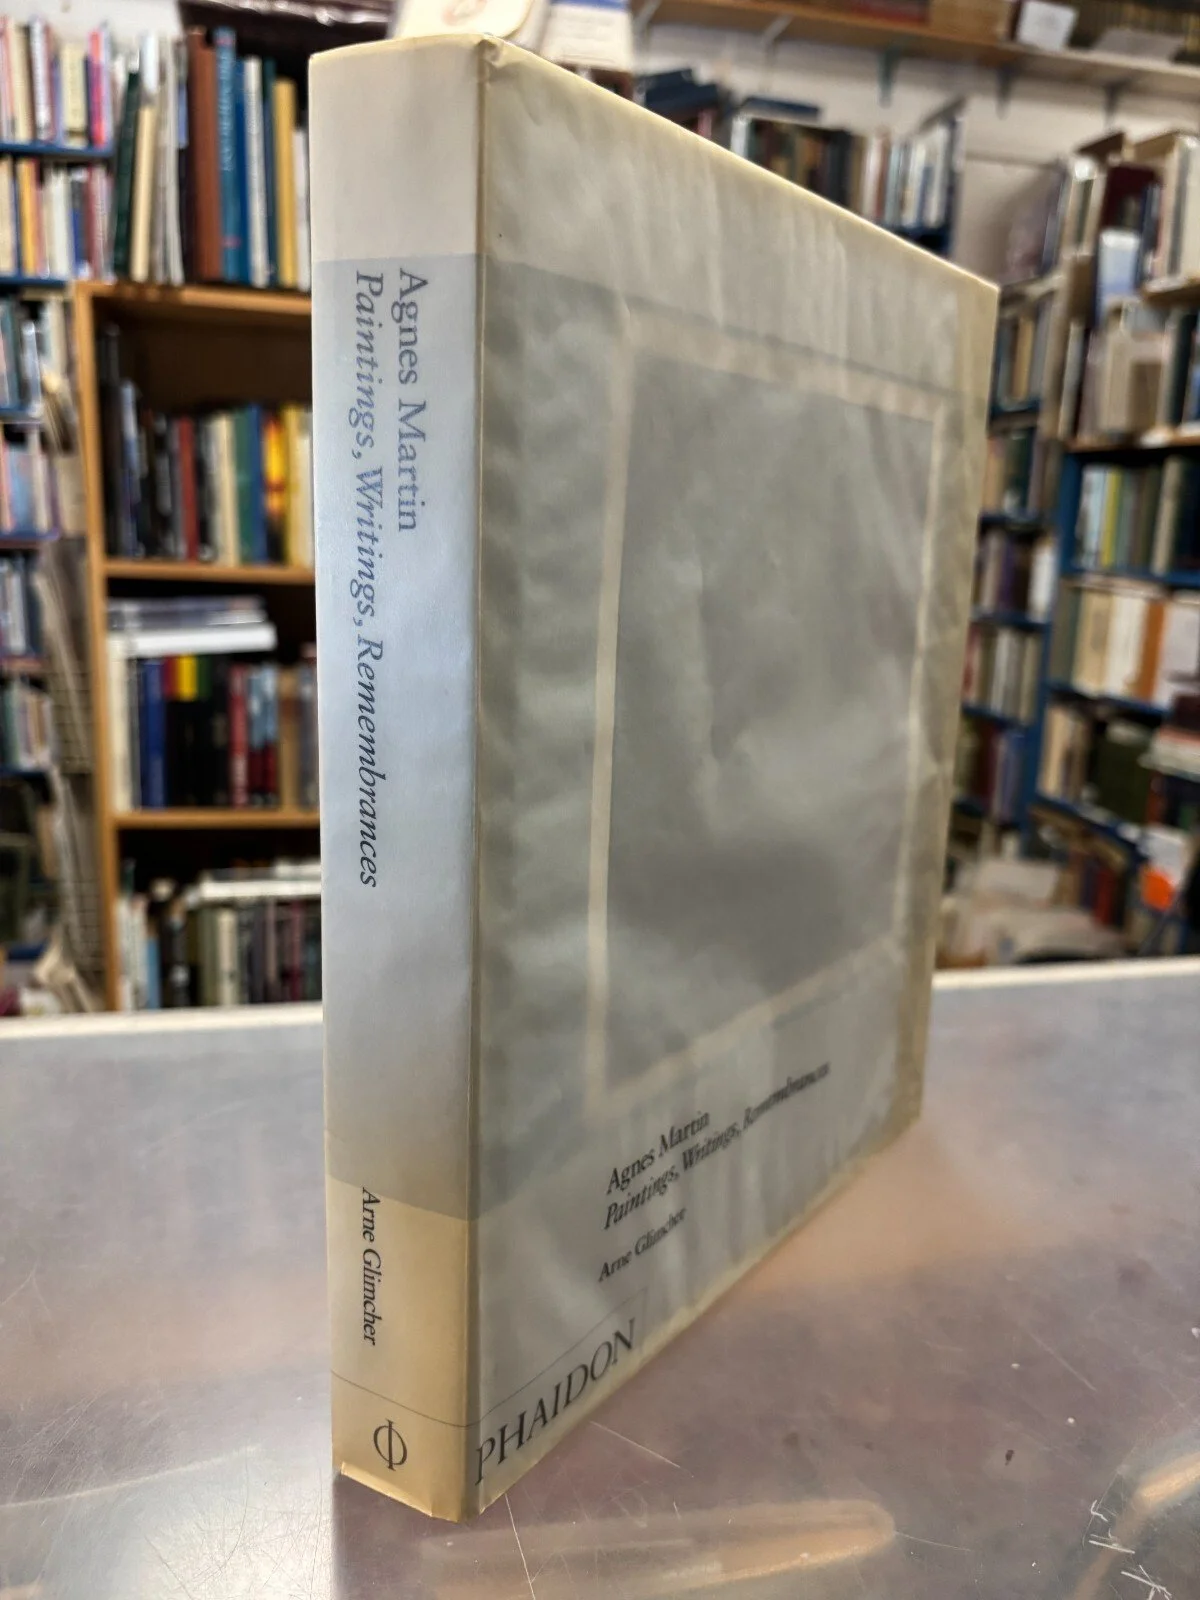 Agnes Martin
Paintings, Writings, Remembrances
Arne Glimcher
Φ
Agnes Martin
Paintings, Writings, Remembrances
Arne Glimcher
PHAIDON